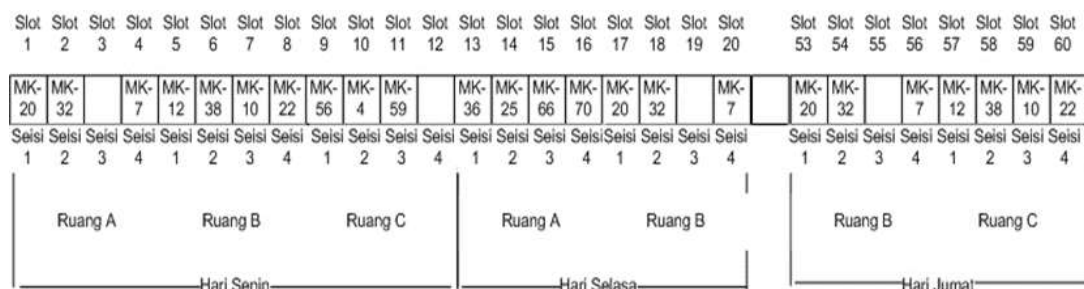 Slot Slot Slot Slot Slot Slot Slot Slot Slot Slot Slot Slot Slot Slot Slot Slot Slot Slot Slot Slot Slot Slot Slot Slot Slot Slot Slot Slot
1 2 3 4 5 6 7 8 9 10 11 12 13 14 15 16 17 18 19 20 53 54 55 56 57 58 59 60
MK- MK- MK- MK- MK- MK- MK- MK- MK- MK- MK- MK- MK- MK- MK- MK- MK- MK- MK- MK- MK- MK- MK- MK-
20 32 7 12 38 10 22 56 4 59 36 25 66 70 20 32 7 20 32 7 12 38 10 22
Seisi Seisi Seisi Seisi Seisi Seisi Seisi Seisi Seisi Seisi Seisi Seisi Seisi Seisi Seisi Seisi Seisi Seisi Seisi Seisi Seisi Seisi Seisi Seisi Seisi Seisi Seisi Seisi
1 2 3 4 1 2 3 4 1 2 3 4 1 2 3 4 1 2 3 4 1 2 3 4 1 2 3 4
Ruang A Ruang B Ruang C Ruang A Ruang B Ruang B Ruang C
Hari Senin Hari Selasa Hari Jumat